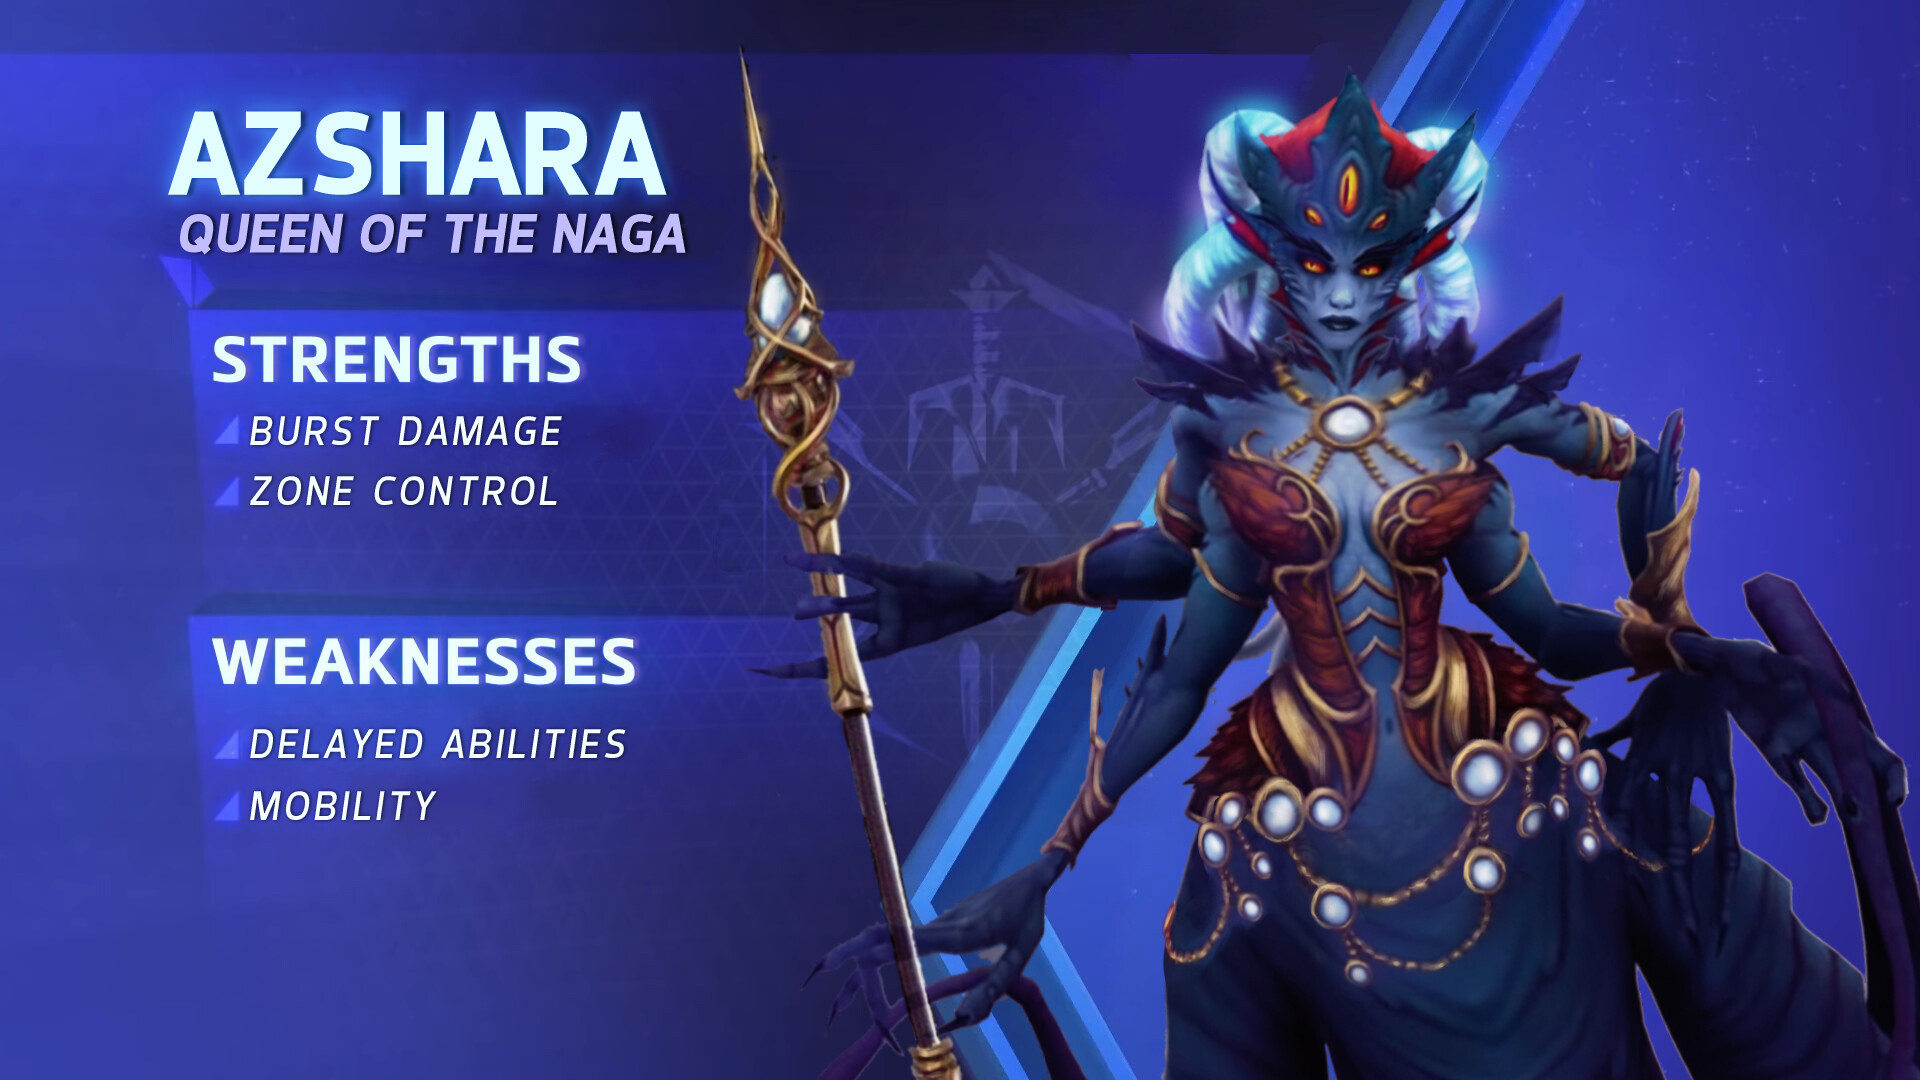 AZSHARA
QUEEN OF THE NAGA
STRENGTHS
BURST DAMAGE
ZONE CONTROL
WEAKNESSES
DELAYED ABILITIES
MOBILITY